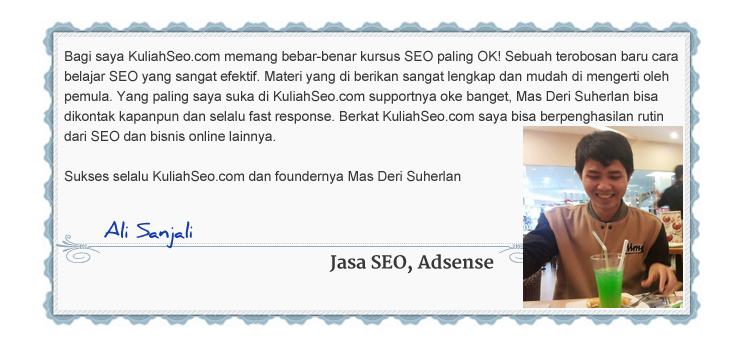 Bagi saya KuliahSeo.com memang bebar-benar kursus SEO paling OK! Sebuah terobosan baru cara
belajar SEO yang sangat efektif. Materi yang di berikan sangat lengkap dan mudah di mengerti oleh
pemula. Yang paling saya suka di KuliahSeo.com supportnya oke banget, Mas Deri Suherlan bisa
dikontak kapanpun dan selalu fast response. Berkat KuliahSeo.com saya bisa berpenghasilan rutin
dari SEO dan bisnis online lainnya.
Sukses selalu KuliahSeo.com dan foundernya Mas Deri Suherlan
Ali Sanjali
Jasa SEO, Adsense